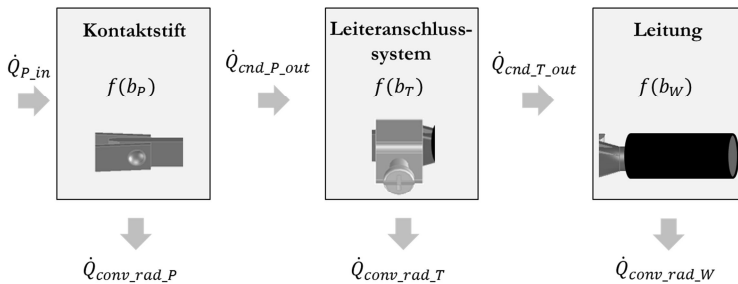 Kontaktstift
Leiteranschluss-
system
Leitung
Q̇_P_in
f(b_P)
Q̇_cnd_P_out
f(b_T)
Q̇_cnd_T_out
f(b_W)
Q̇_conv_rad_P
Q̇_conv_rad_T
Q̇_conv_rad_W